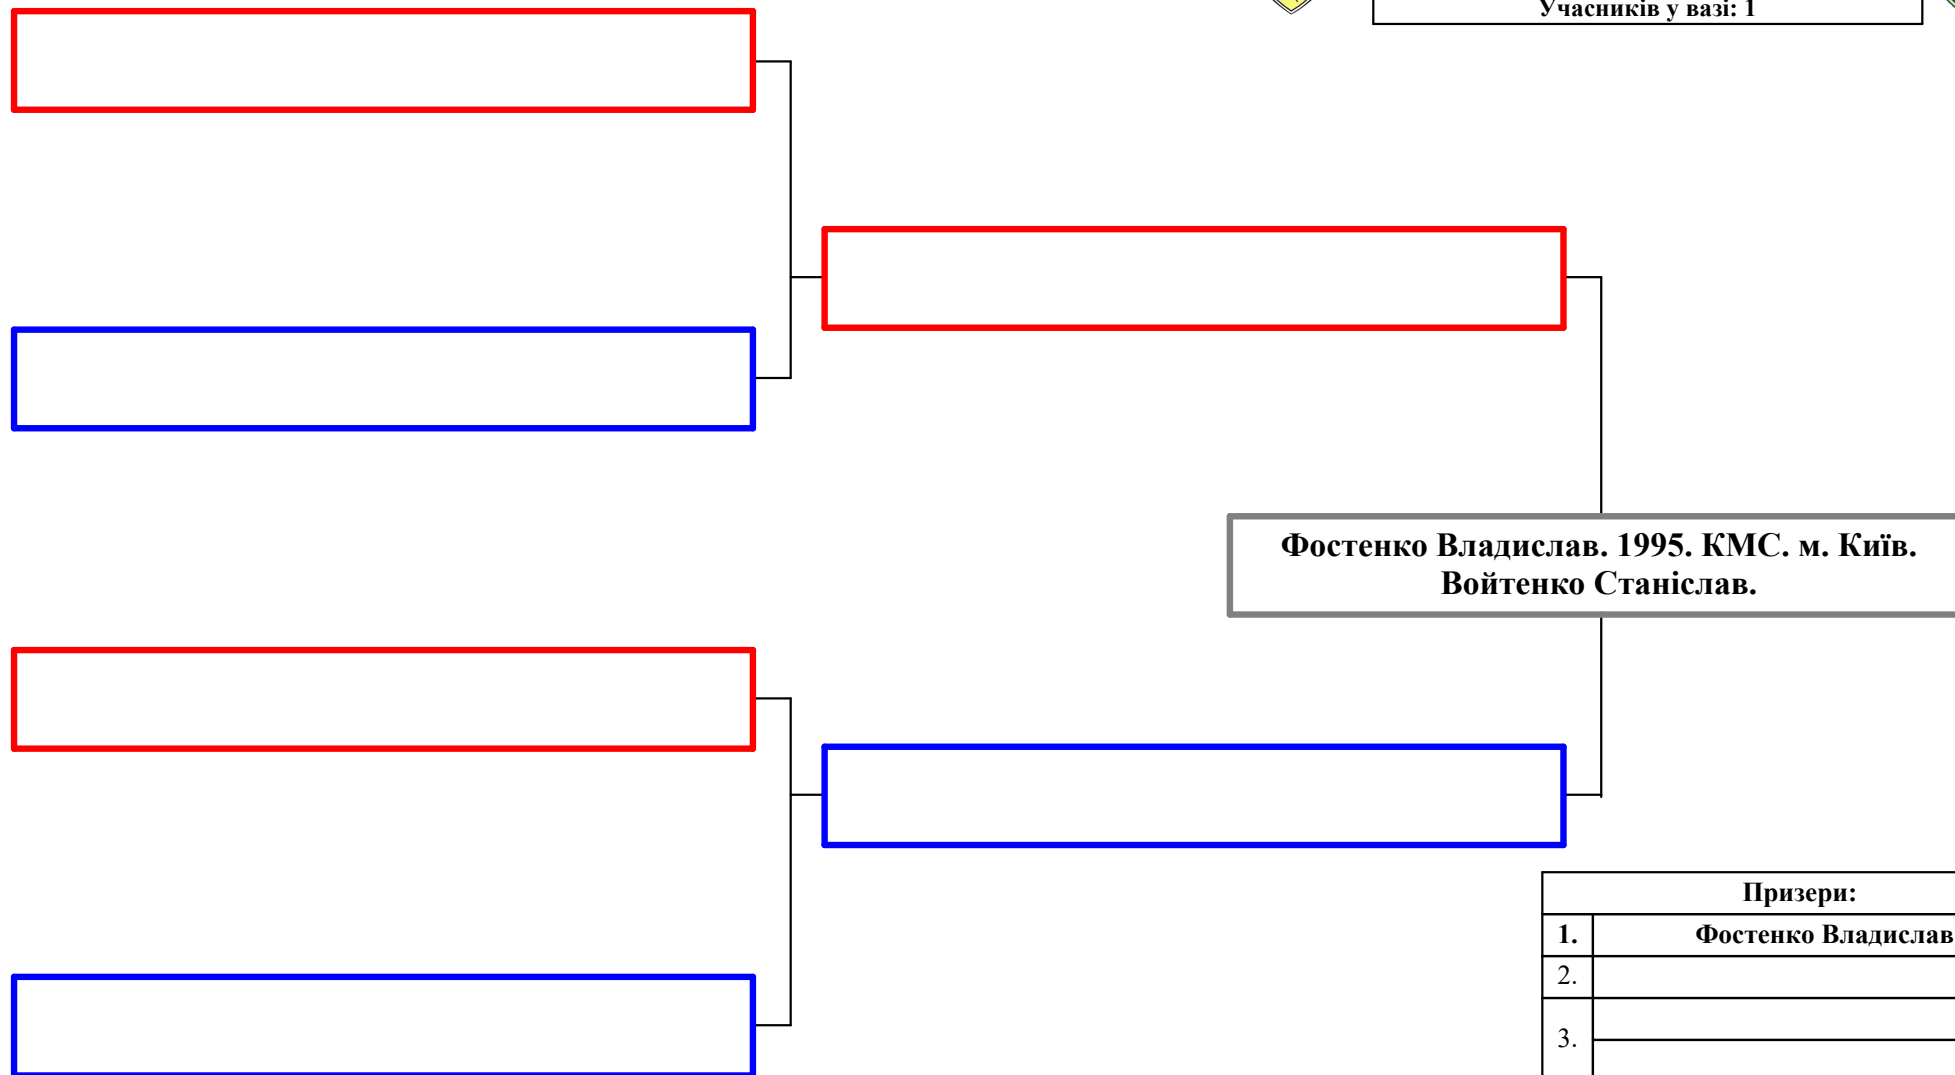 Учасників у вазі: 1
Фостенко Владислав. 1995. КМС. м. Київ.
Войтенко Станіслав.
Призери:
1. Фостенко Владислав
2.
3.